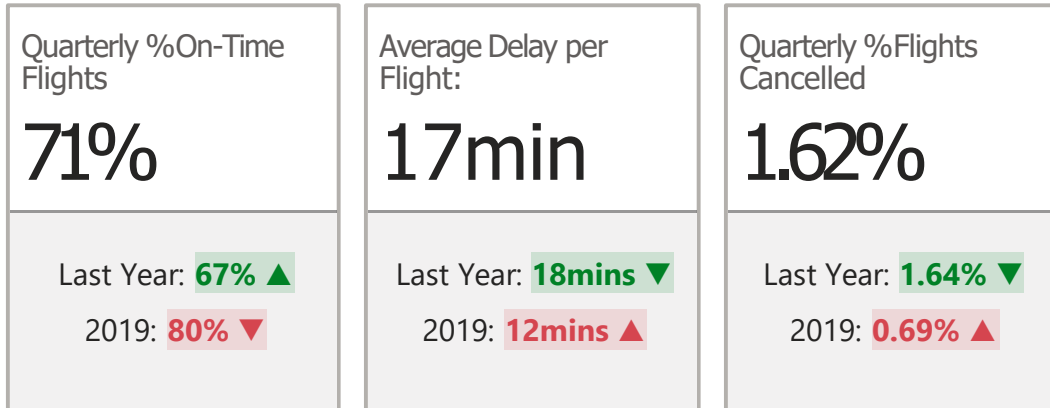 Quarterly %On-Time
Flights
71%
Last Year: 67% ▲
2019: 80% ▼
Average Delay per
Flight:
17min
Last Year: 18mins ▼
2019: 12mins ▲
Quarterly %Flights
Cancelled
1.62%
Last Year: 1.64% ▼
2019: 0.69% ▲